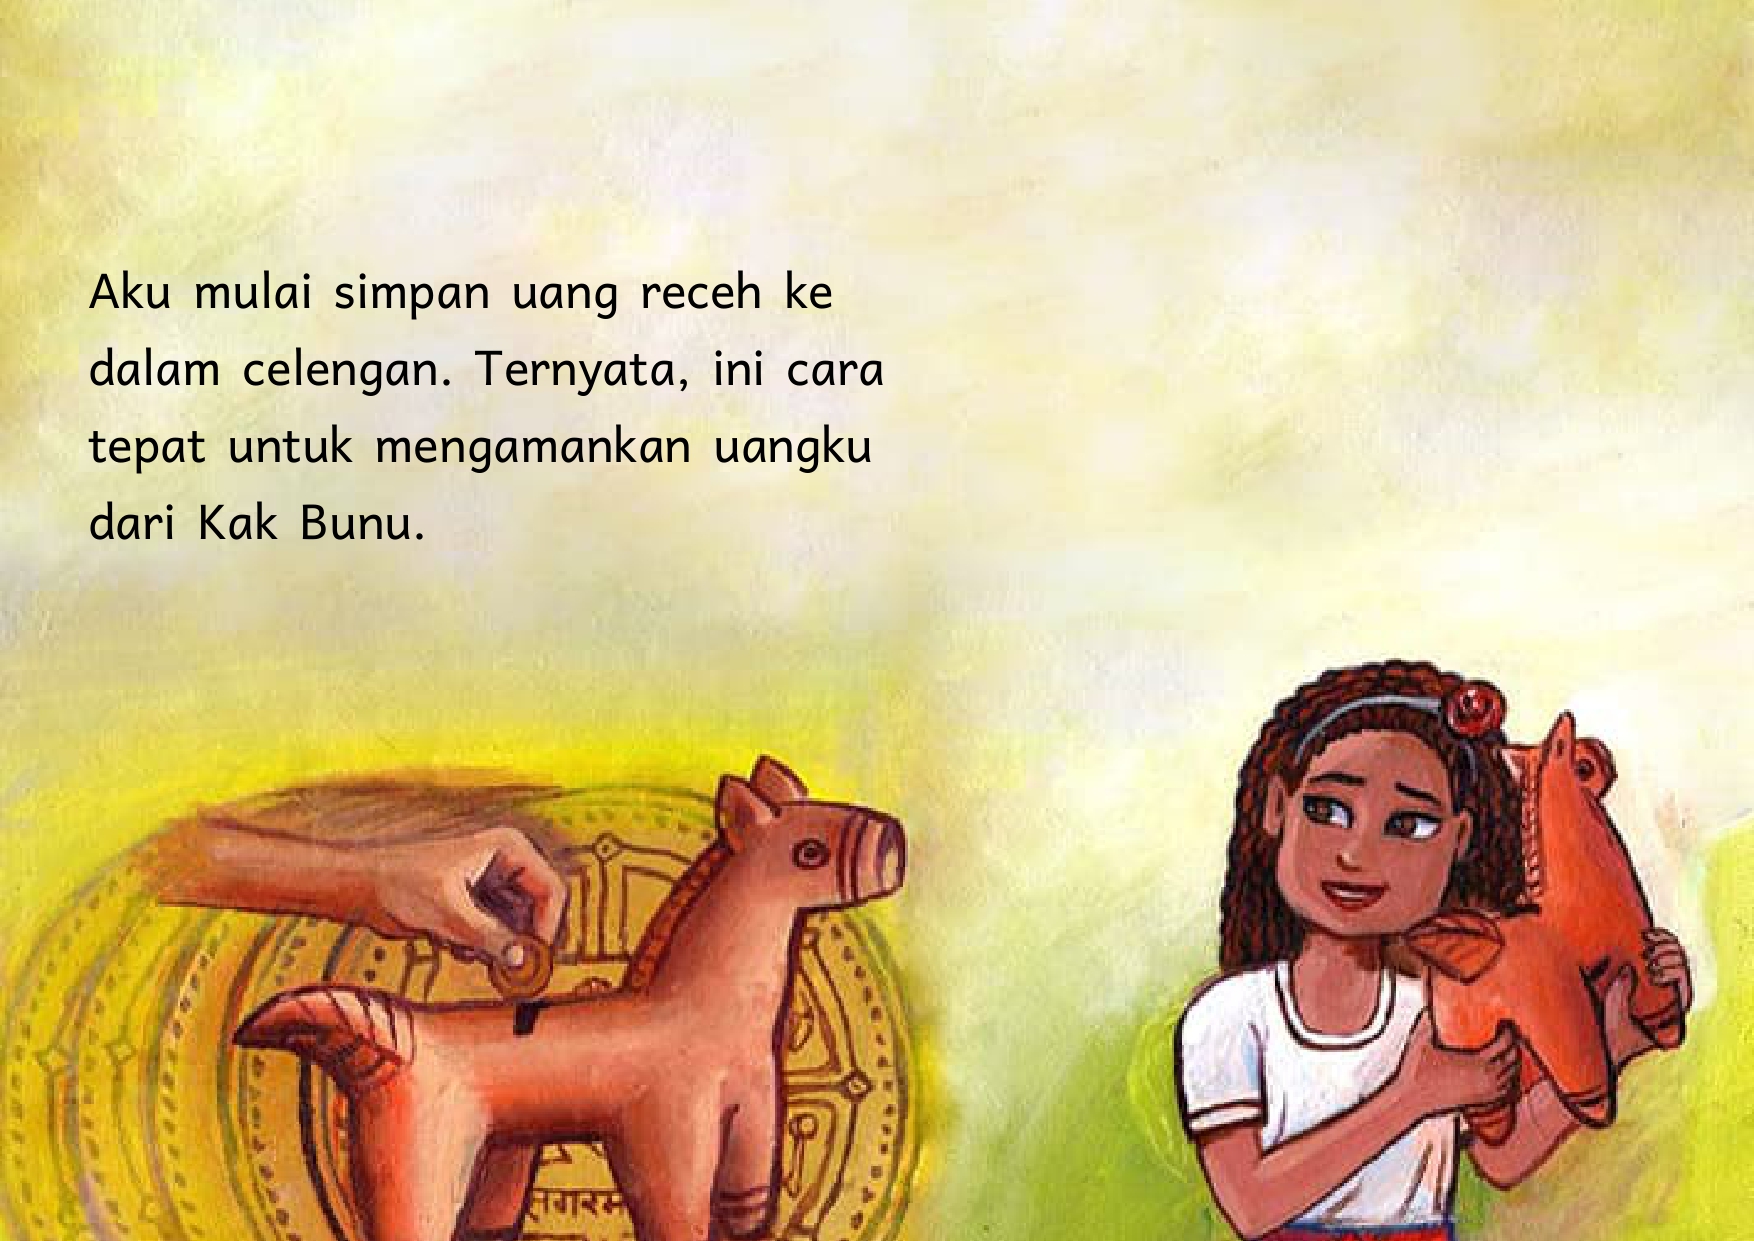 Aku mulai simpan uang receh ke
dalam celengan. Ternyata, ini cara
tepat untuk mengamankan uangku
dari Kak Bunu.